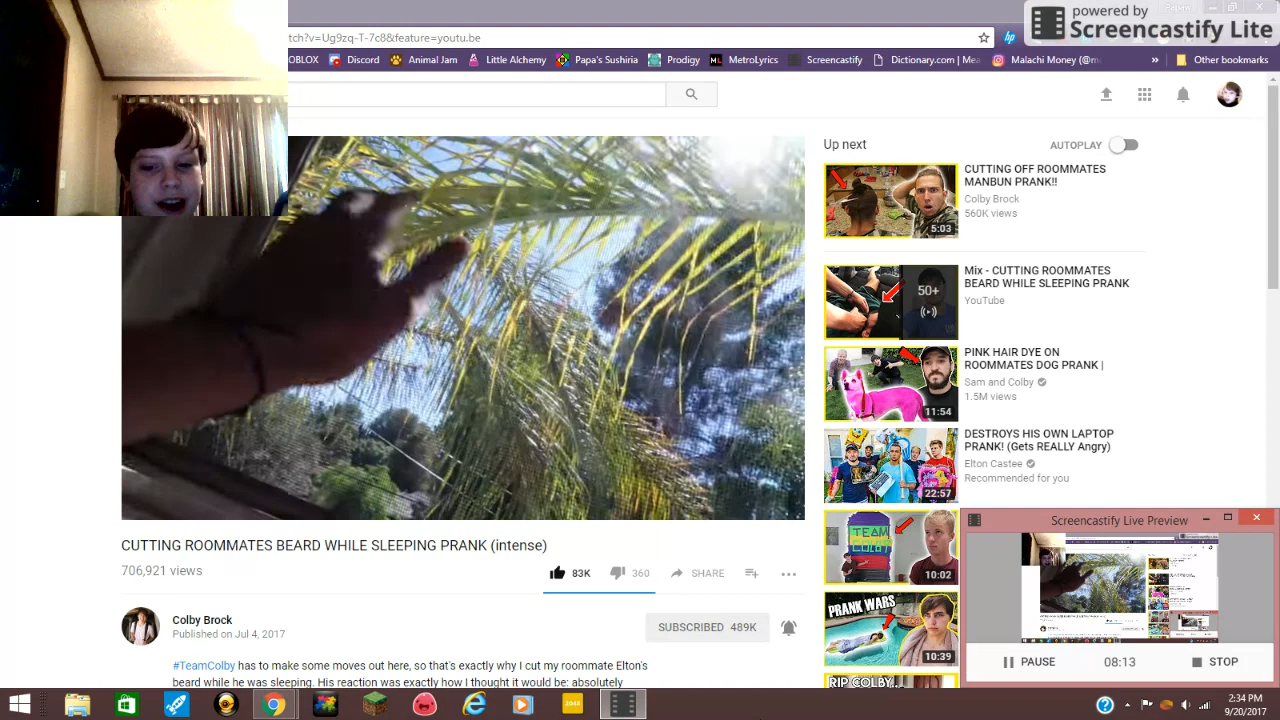 powered by
Screencastify Lite
tch?v=Ug9zq-T-7c8&feature=youtu.be
hp
OBLOX Discord Animal Jam Little Alchemy Papa's Sushiria Prodigy ML MetroLyrics Screencastify Dictionary.com | Mea Malachi Money (@m » Other bookmarks
Up next
AUTOPLAY
CUTTING OFF ROOMMATES
MANBUN PRANK!!
Colby Brock
560K views
5:03
Mix - CUTTING ROOMMATES
BEARD WHILE SLEEPING PRANK
YouTube
50+
PINK HAIR DYE ON
ROOMMATES DOG PRANK |
Sam and Colby
1.5M views
11:54
DESTROYS HIS OWN LAPTOP
PRANK! (Gets REALLY Angry)
Elton Castee
Recommended for you
22:57
TEAM
COLBY
10:02
PRANK WARS
10:39
RIP COLBY
CUTTING ROOMMATES BEARD WHILE SLEEPING PRANK (intense)
706,921 views
83K 360 SHARE
Colby Brock
Published on Jul 4, 2017
SUBSCRIBED 489K
#TeamColby has to make some moves out here, so that's exactly why I cut my roommate Elton's
beard while he was sleeping. His reaction was exactly how I thought it would be: absolutely
Screencastify Live Preview
PAUSE 08:13 STOP
2048
2:34 PM
9/20/2017